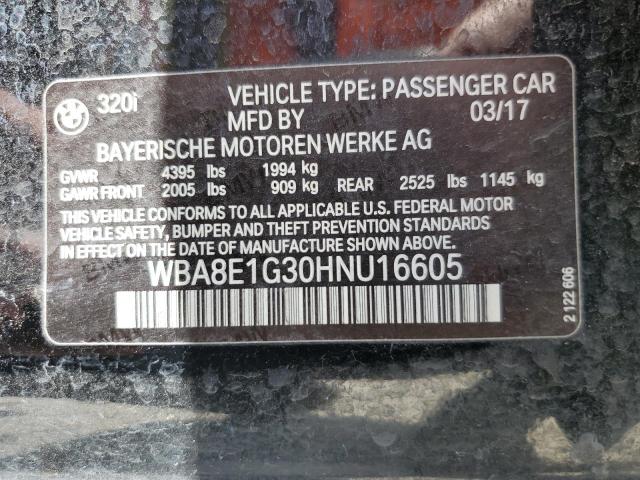 320i VEHICLE TYPE: PASSENGER CAR
MFD BY 03/17
BAYERISCHE MOTOREN WERKE AG
GVWR 4395 lbs 1994 kg
GAWR FRONT 2005 lbs 909 kg REAR 2525 lbs 1145 kg
THIS VEHICLE CONFORMS TO ALL APPLICABLE U.S. FEDERAL MOTOR
VEHICLE SAFETY, BUMPER AND THEFT PREVENTION STANDARDS
IN EFFECT ON THE DATE OF MANUFACTURE SHOWN ABOVE.
WBA8E1G30HNU16605
2 122 606